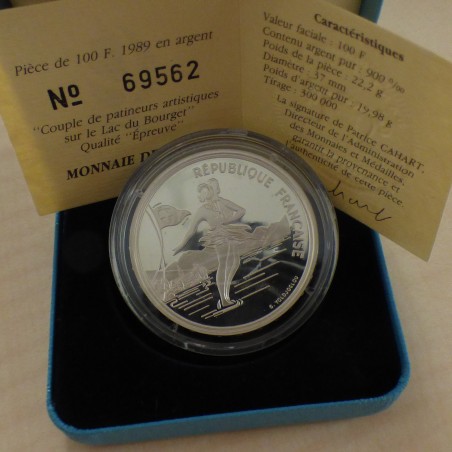 Pièce de 100 F. 1989 en argent
No 69562
"Couple de patineurs artistiques
sur le Lac du Bourget"
Qualité "Épreuve"
MONNAIE DE
Caractéristiques
Valeur faciale : 100 F
Contenu argent pur : 900 0/00
Poids de la pièce : 22,2 g
Diamètre : 37 mm
Poids d'argent pur : 19,98 g
Tirage : 300 000
La signature de Patrice CAHART,
Directeur de l'Administration
des Monnaies et Médailles,
garantit la provenance et
l'authenticité de cette pièce.
RÉPUBLIQUE FRANÇAISE